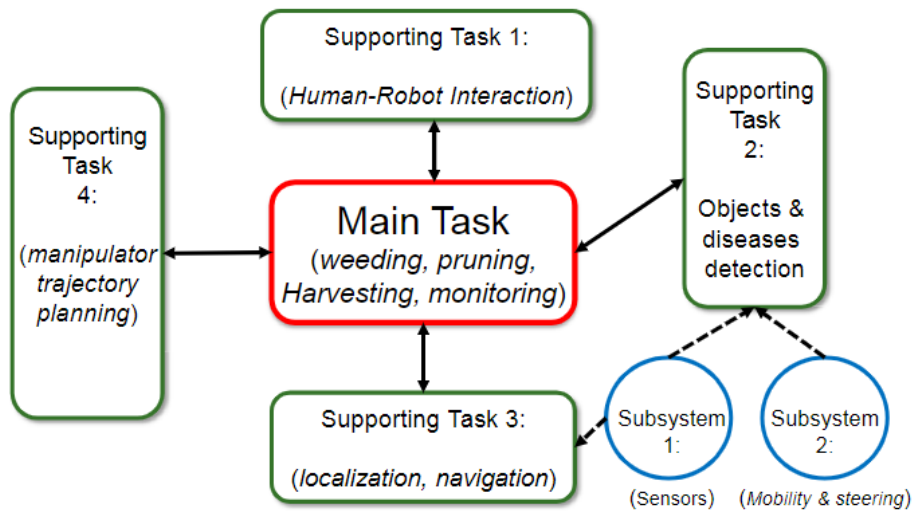 Supporting Task 1:
(Human-Robot Interaction)
Supporting
Task
2:
Objects &
diseases
detection
Supporting
Task
4:
(manipulator
trajectory
planning)
Main Task
(weeding, pruning,
Harvesting, monitoring)
Supporting Task 3:
(localization, navigation)
Subsystem
1:
(Sensors)
Subsystem
2:
(Mobility & steering)